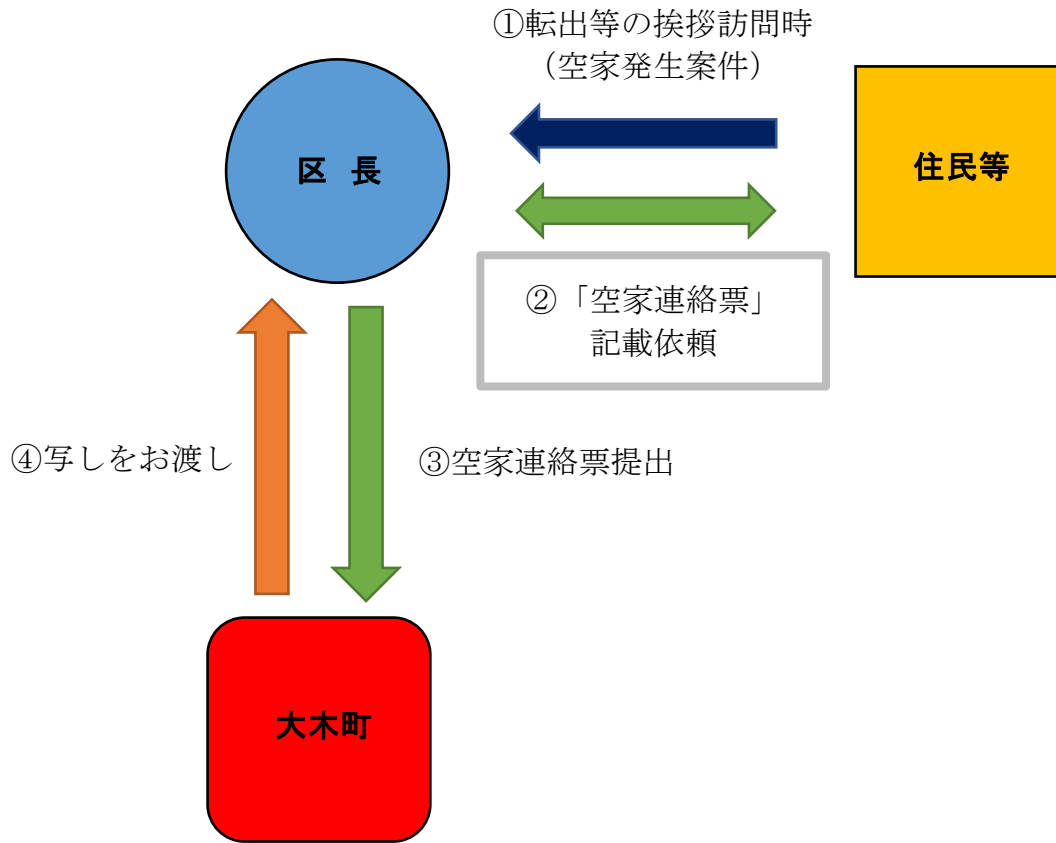 ①転出等の挨拶訪問時
（空家発生案件）
区 長
住民等
②「空家連絡票」
記載依頼
④写しをお渡し
③空家連絡票提出
大木町